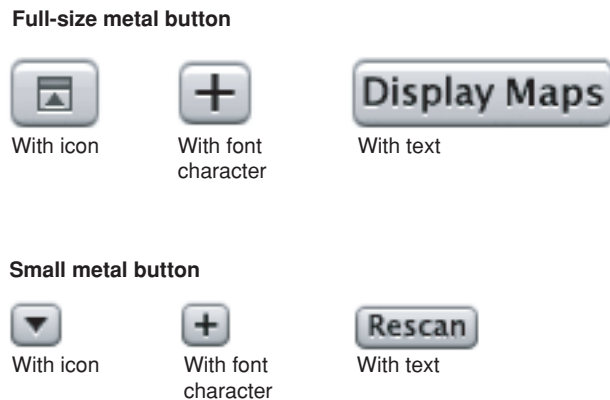 Full-size metal button
+
Display Maps
With icon
With font
character
With text
Small metal button
+
Rescan
With icon
With font
character
With text